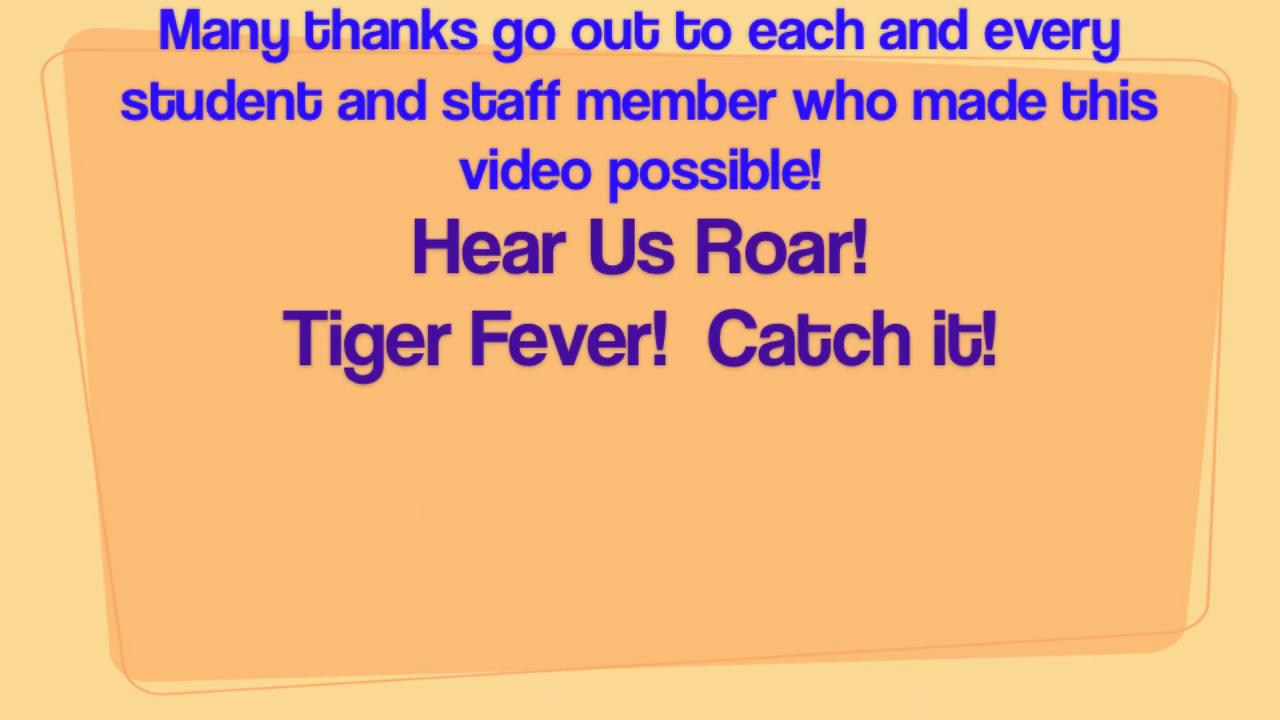 Many thanks go out to each and every
student and staff member who made this
video possible!
Hear Us Roar!
Tiger Fever!  Catch it!